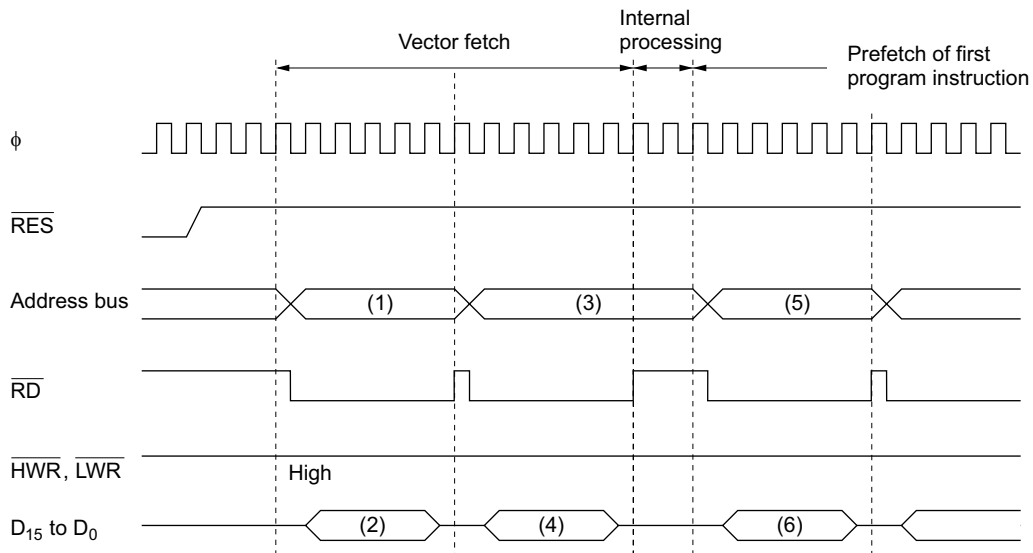 Vector fetch
Internal
processing
Prefetch of first
program instruction
ϕ
RES
Address bus
(1)
(3)
(5)
RD
HWR, LWR
High
D15 to D0
(2)
(4)
(6)